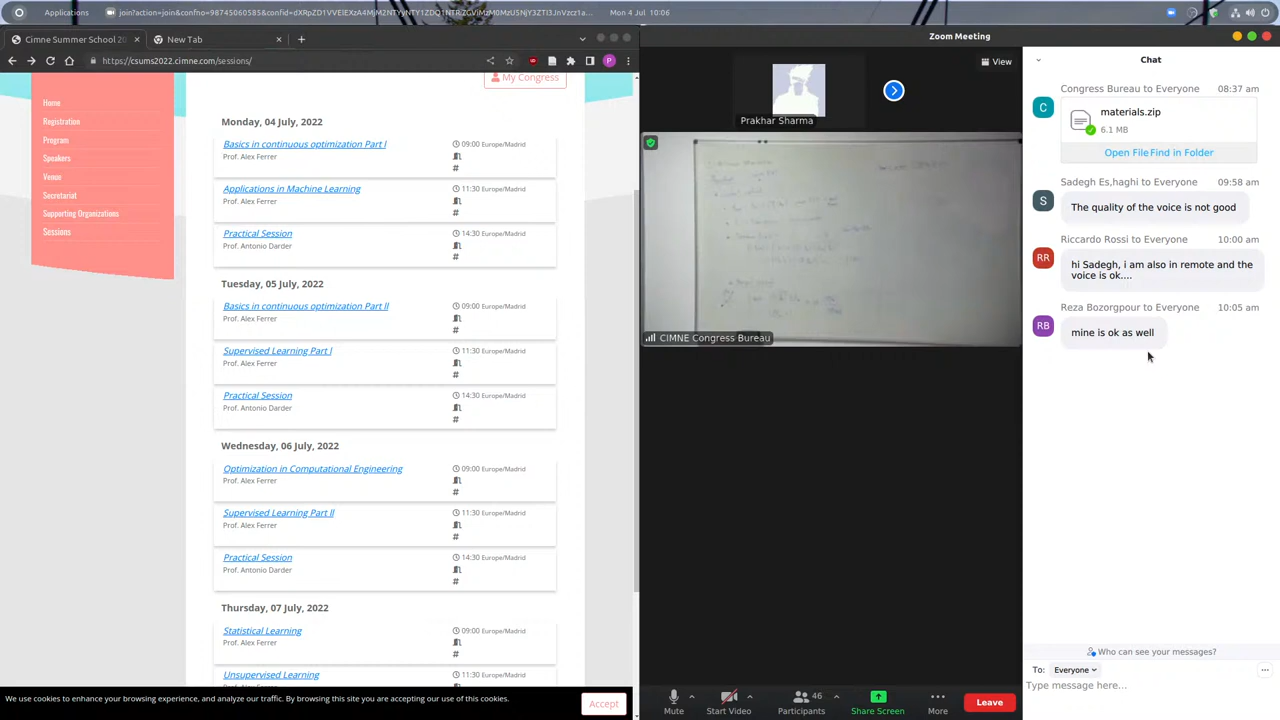 Applications
join?action=join&confno=98745060585&confid=dXRpZD1VVEIEXzA4MjM2NTYyNTY1ZDQ1NTRiZGViMzM0MzU5NjY3ZTI3JnVzcz1a...
Mon 4 Jul, 10:06
Cimne Summer School 20
New Tab
https://csums2022.cimne.com/sessions/
P
My Congress
Home
Registration
Program
Speakers
Venue
Secretariat
Supporting Organizations
Sessions
Monday, 04 July, 2022
Basics in continuous optimization Part I
09:00 Europe/Madrid
Prof. Alex Ferrer
#
Applications in Machine Learning
11:30 Europe/Madrid
Prof. Alex Ferrer
#
Practical Session
14:30 Europe/Madrid
Prof. Antonio Darder
#
Tuesday, 05 July, 2022
Basics in continuous optimization Part II
09:00 Europe/Madrid
Prof. Alex Ferrer
#
Supervised Learning Part I
11:30 Europe/Madrid
Prof. Alex Ferrer
#
Practical Session
14:30 Europe/Madrid
Prof. Antonio Darder
#
Wednesday, 06 July, 2022
Optimization in Computational Engineering
09:00 Europe/Madrid
Prof. Alex Ferrer
#
Supervised Learning Part II
11:30 Europe/Madrid
Prof. Alex Ferrer
#
Practical Session
14:30 Europe/Madrid
Prof. Antonio Darder
#
Thursday, 07 July, 2022
Statistical Learning
09:00 Europe/Madrid
Prof. Alex Ferrer
#
Unsupervised Learning
11:30 Europe/Madrid
We use cookies to enhance your browsing experience, and analyze our traffic. By browsing this site you are accepting our use of cookies.
Accept
Zoom Meeting
View
Prakhar Sharma
CIMNE Congress Bureau
Mute
Start Video
46
Participants
Share Screen
More
Leave
Chat
Congress Bureau to Everyone
08:37 am
C
materials.zip
6.1 MB
Open File
Find in Folder
Sadegh Es,haghi to Everyone
09:58 am
S
The quality of the voice is not good
Riccardo Rossi to Everyone
10:00 am
RR
hi Sadegh, i am also in remote and the
voice is ok....
Reza Bozorgpour to Everyone
10:05 am
RB
mine is ok as well
Who can see your messages?
To: Everyone
Type message here...